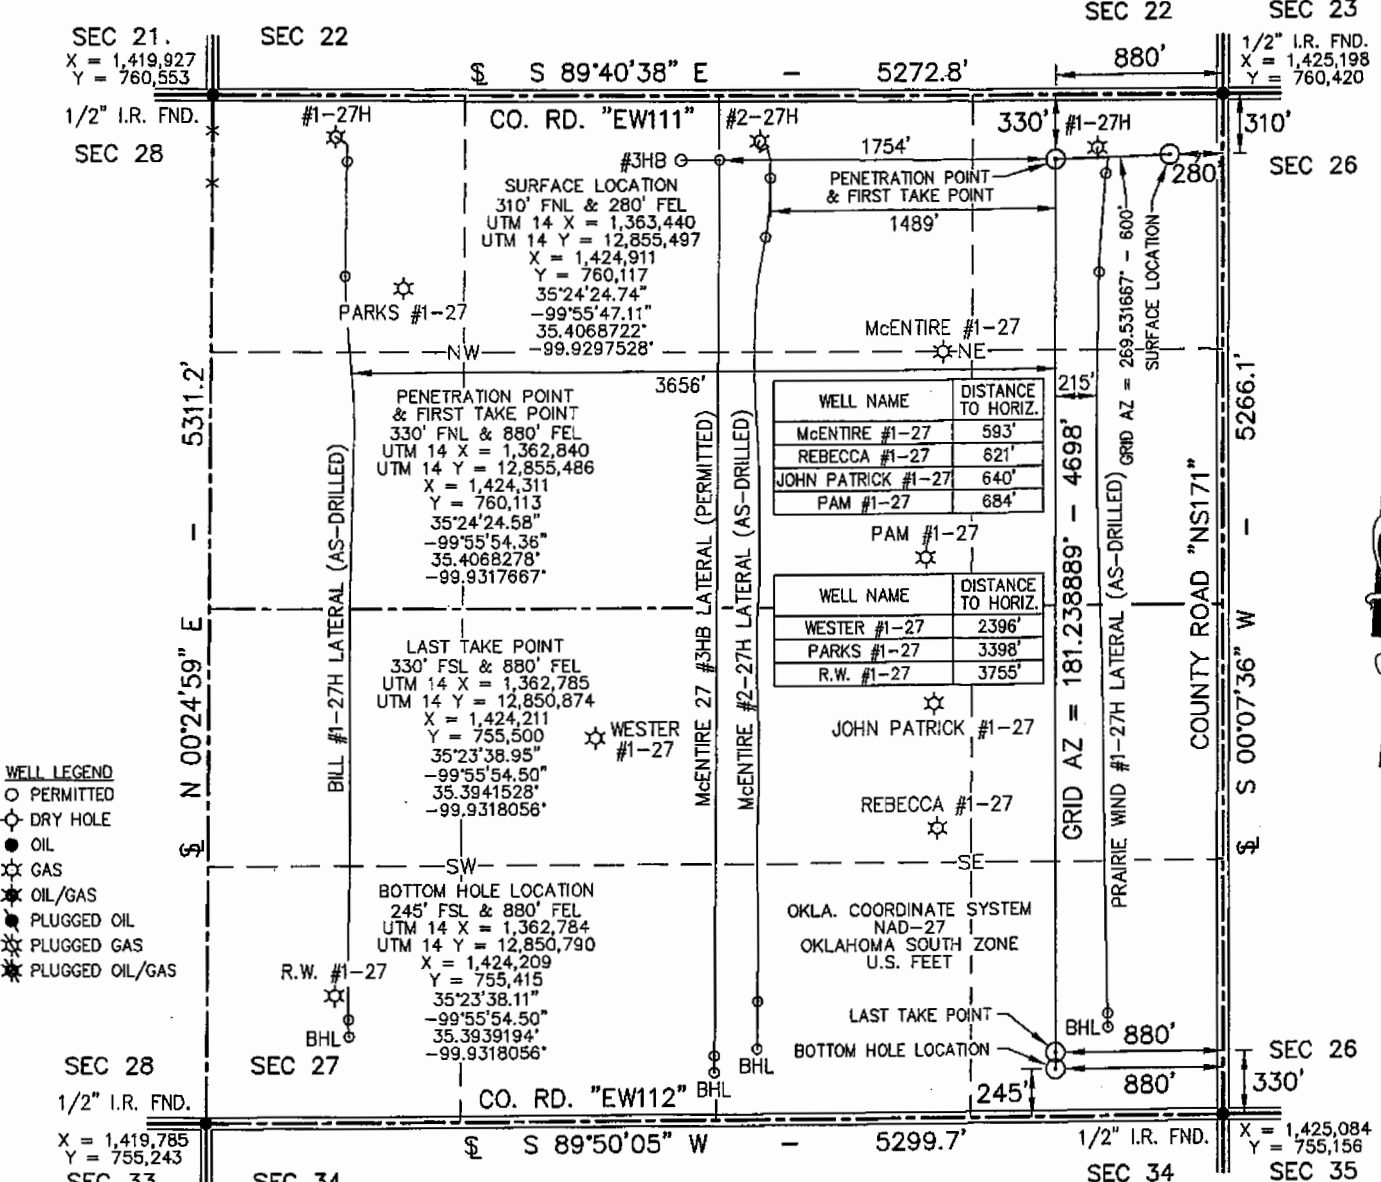 SEC 21.
SEC 22
SEC 22
SEC 23
X = 1,419,927
Y = 760,553
1/2" I.R. FND.
SEC 28
S 89°40'38" E - 5272.8'
880'
1/2" I.R. FND.
X = 1,425,198
Y = 760,420
#1-27H
CO. RD. "EW111"
#2-27H
330'
#1-27H
310'
SEC 26
#3HB
1754'
280'
PENETRATION POINT
& FIRST TAKE POINT
1489'
SURFACE LOCATION
310' FNL & 280' FEL
UTM 14 X = 1,363,440
UTM 14 Y = 12,855,497
X = 1,424,911
Y = 760,117
35°24'24.74"
-99°55'47.11"
35.4068722°
-99.9297528°
PARKS #1-27
McENTIRE #1-27
NW
NE
GRID AZ = 269.531667° - 600'
SURFACE LOCATION
3656'
215'
PENETRATION POINT
& FIRST TAKE POINT
330' FNL & 880' FEL
UTM 14 X = 1,362,840
UTM 14 Y = 12,855,486
X = 1,424,311
Y = 760,113
35°24'24.58"
-99°55'54.36"
35.4068278°
-99.9317667°
WELL NAME DISTANCE TO HORIZ.
McENTIRE #1-27 593'
REBECCA #1-27 621'
JOHN PATRICK #1-27 640'
PAM #1-27 684'
PAM #1-27
WELL NAME DISTANCE TO HORIZ.
WESTER #1-27 2396'
PARKS #1-27 3398'
R.W. #1-27 3755'
N 00°24'59" E - 5311.2'
BILL #1-27H LATERAL (AS-DRILLED)
McENTIRE 27 #3HB LATERAL (PERMITTED)
McENTIRE #2-27H LATERAL (AS-DRILLED)
GRID AZ = 181.238889° - 4698'
PRAIRIE WIND #1-27H LATERAL (AS-DRILLED)
COUNTY ROAD "NS171"
S 00°07'36" W - 5266.1'
LAST TAKE POINT
330' FSL & 880' FEL
UTM 14 X = 1,362,785
UTM 14 Y = 12,850,874
X = 1,424,211
Y = 755,500
35°23'38.95"
-99°55'54.50"
35.3941528°
-99.9318056°
WESTER
#1-27
JOHN PATRICK #1-27
REBECCA #1-27
WELL LEGEND
PERMITTED
DRY HOLE
OIL
GAS
OIL/GAS
PLUGGED OIL
PLUGGED GAS
PLUGGED OIL/GAS
SW
SE
BOTTOM HOLE LOCATION
245' FSL & 880' FEL
UTM 14 X = 1,362,784
UTM 14 Y = 12,850,790
X = 1,424,209
Y = 755,415
35°23'38.11"
-99°55'54.50"
35.3939194°
-99.9318056°
OKLA. COORDINATE SYSTEM
NAD-27
OKLAHOMA SOUTH ZONE
U.S. FEET
R.W. #1-27
BHL
LAST TAKE POINT
BOTTOM HOLE LOCATION
BHL
BHL
BHL
880'
880'
245'
330'
SEC 28
SEC 27
SEC 26
1/2" I.R. FND.
CO. RD. "EW112"
X = 1,419,785
Y = 755,243
S 89°50'05" W - 5299.7'
1/2" I.R. FND.
X = 1,425,084
Y = 755,156
SEC 33
SEC 34
SEC 34
SEC 35